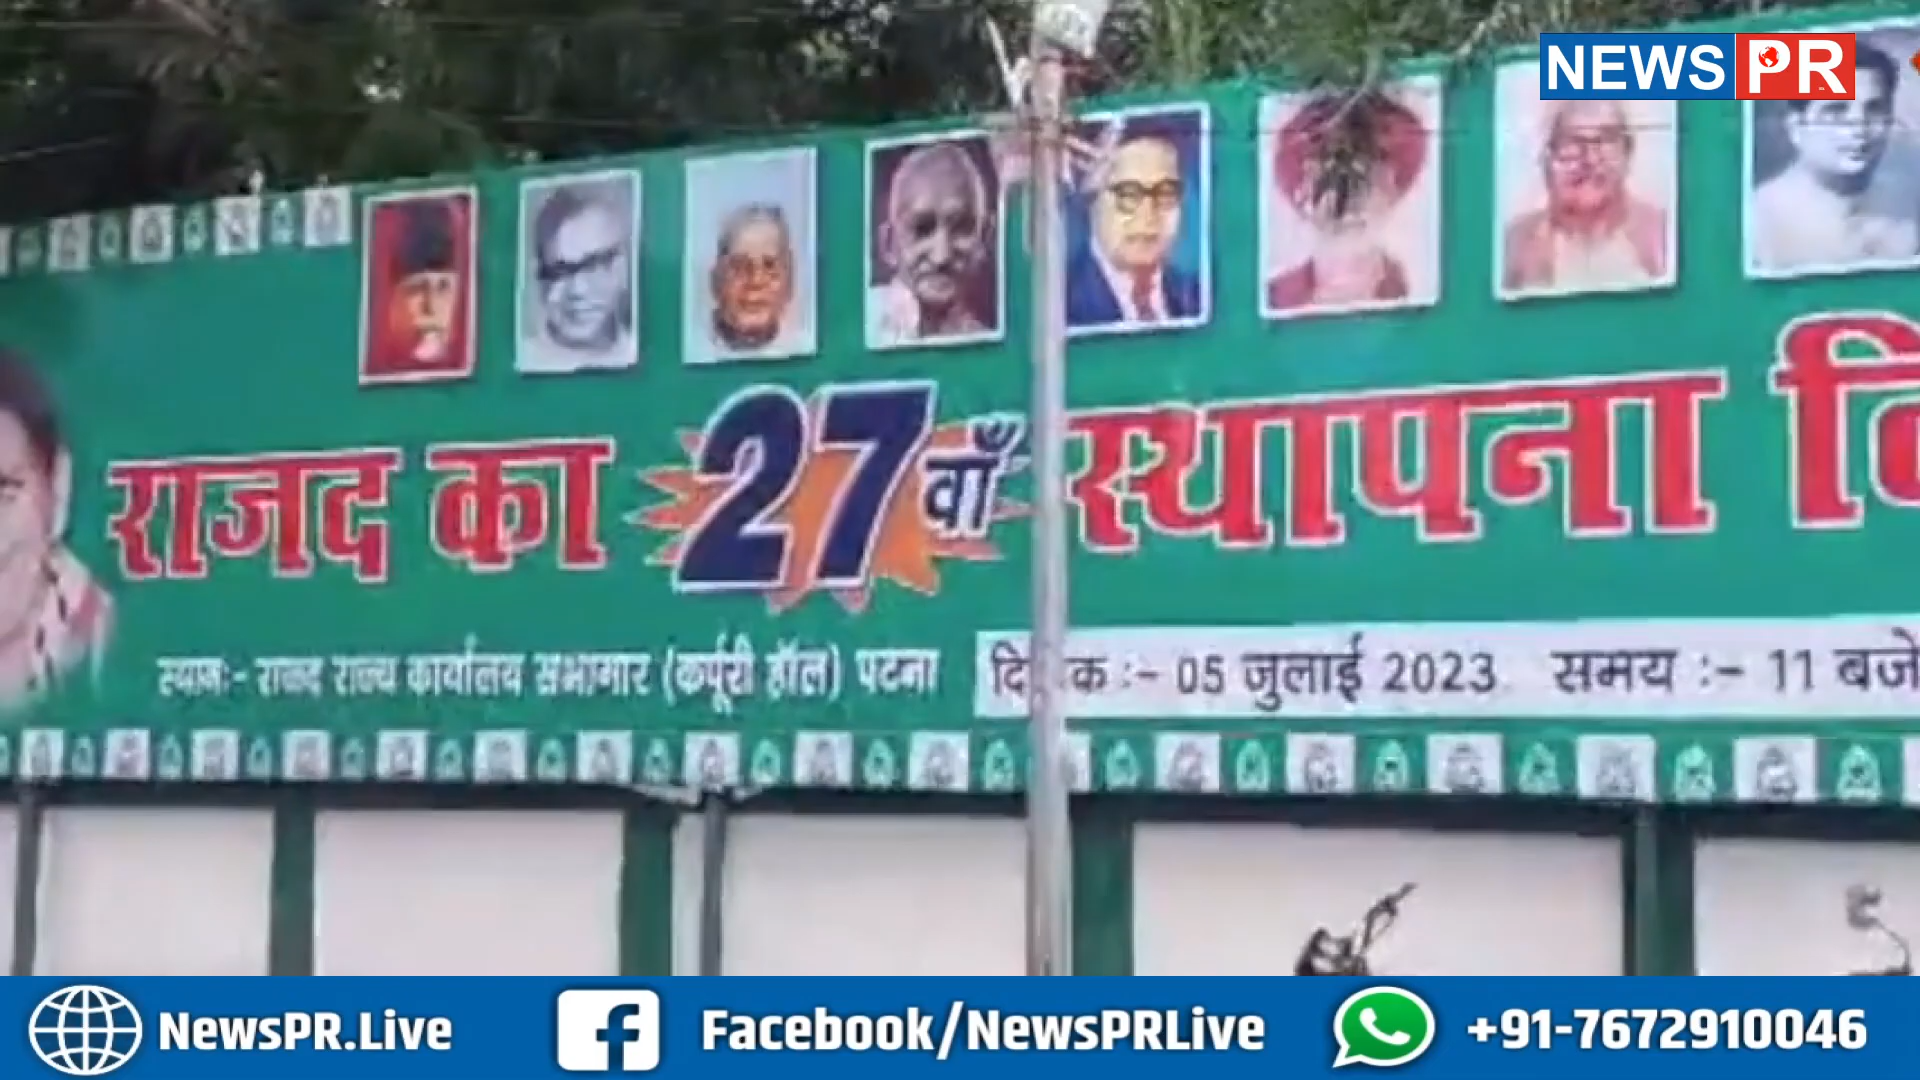 NEWS PR
राजद का 27 वाँ स्थापना
स्थान:- राजद राज्य कार्यालय सभागार (कर्पूरी हॉल) पटना
05 जुलाई 2023 समय :- 11 बजे
NewsPR.Live
Facebook/NewsPRLive
+91-7672910046